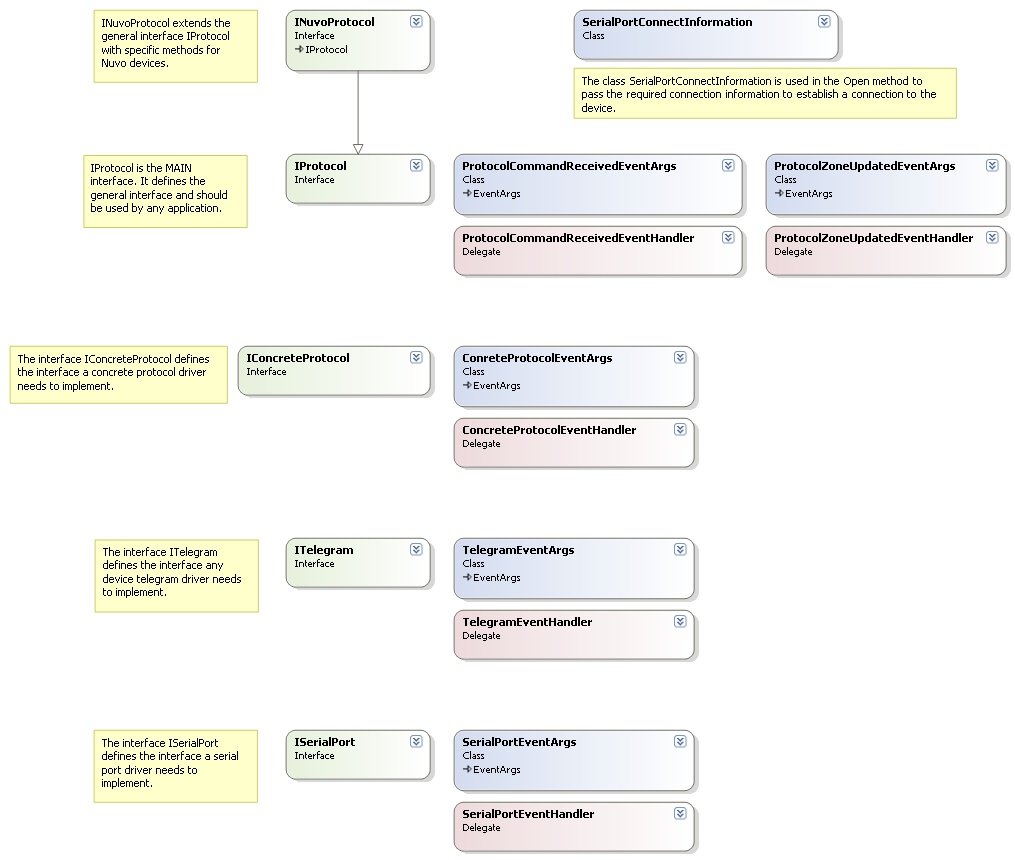 INuvoProtocol extends the
general interface IProtocol
with specific methods for
Nuvo devices.
INuvoProtocol
Interface
IProtocol
SerialPortConnectInformation
Class
The class SerialPortConnectInformation is used in the Open method to
pass the required connection information to establish a connection to the
device.
IProtocol is the MAIN
interface. It defines the
general interface and should
be used by any application.
IProtocol
Interface
ProtocolCommandReceivedEventArgs
Class
EventArgs
ProtocolZoneUpdatedEventArgs
Class
EventArgs
ProtocolCommandReceivedEventHandler
Delegate
ProtocolZoneUpdatedEventHandler
Delegate
The interface IConcreteProtocol defines
the interface a concrete protocol driver
needs to implement.
IConcreteProtocol
Interface
ConreteProtocolEventArgs
Class
EventArgs
ConcreteProtocolEventHandler
Delegate
The interface ITelegram
defines the interface any
device telegram driver needs
to implement.
ITelegram
Interface
TelegramEventArgs
Class
EventArgs
TelegramEventHandler
Delegate
The interface ISerialPort
defines the interface a serial
port driver needs to
implement.
ISerialPort
Interface
SerialPortEventArgs
Class
EventArgs
SerialPortEventHandler
Delegate